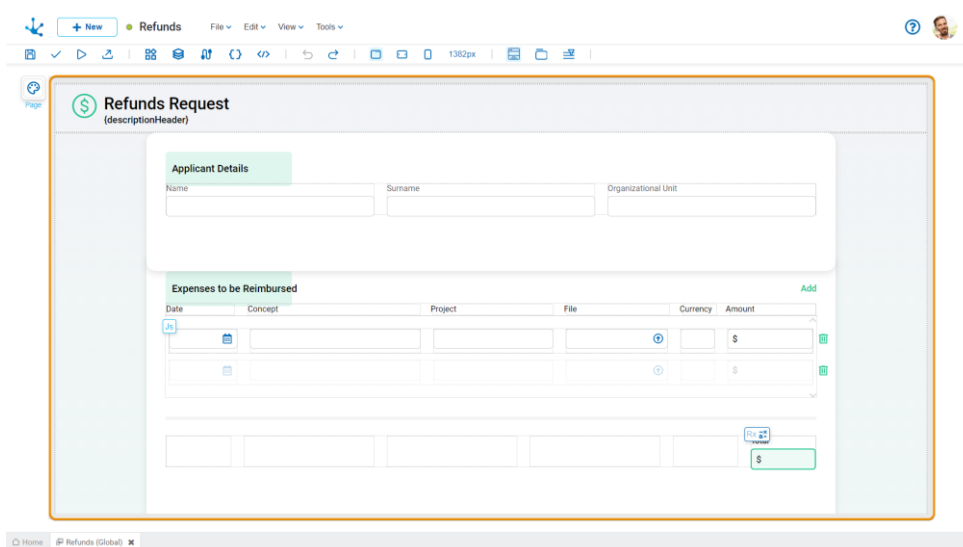 + New
Refunds
File
Edit
View
Tools
1382px
Page
Refunds Request
{descriptionHeader}
Applicant Details
Name Surname Organizational Unit
Expenses to be Reimbursed Add
Date Concept Project File Currency Amount
Js
$
$
Rx
Total
$
Home Refunds (Global)